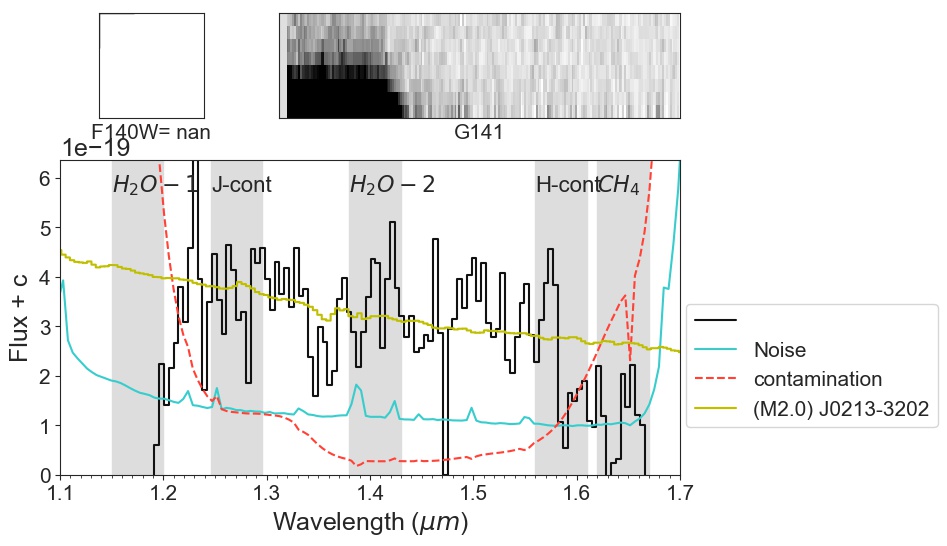 F140W= nan
G141
1e−19
H₂O − 1
J-cont
H₂O − 2
H-cont
CH₄
6
5
4
3
2
1
0
Flux + c
1.1 1.2 1.3 1.4 1.5 1.6 1.7
Wavelength (μm)
Noise
contamination
(M2.0) J0213-3202